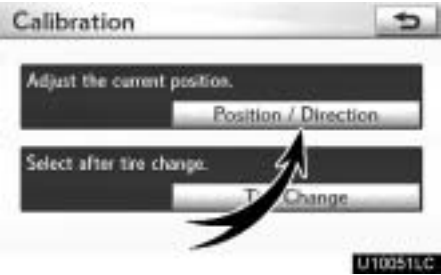 Calibration
Adjust the current position.
Position / Direction
Select after tire change.
Change
U10051LC